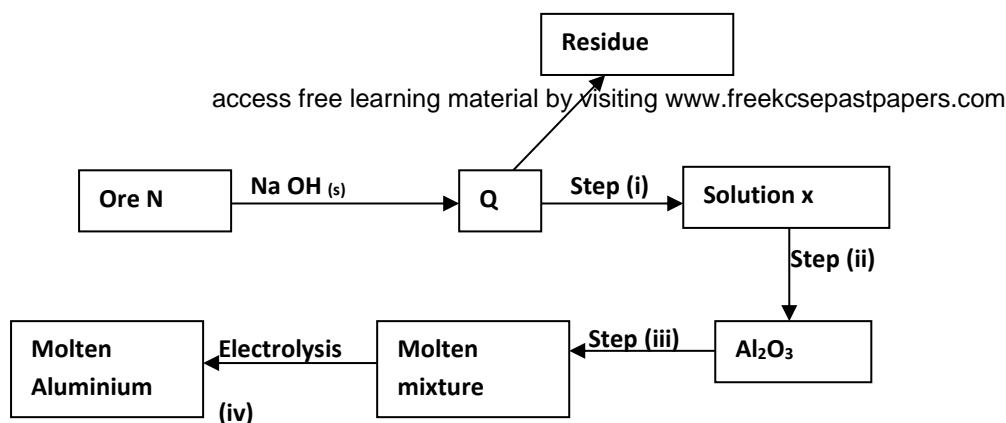 Residue
access free learning material by visiting www.freekcsepastpapers.com
Ore N
Na OH (s)
Q
Step (i)
Solution x
Step (ii)
Molten
Aluminium
Electrolysis
(iv)
Molten
mixture
Step (iii)
Al₂O₃